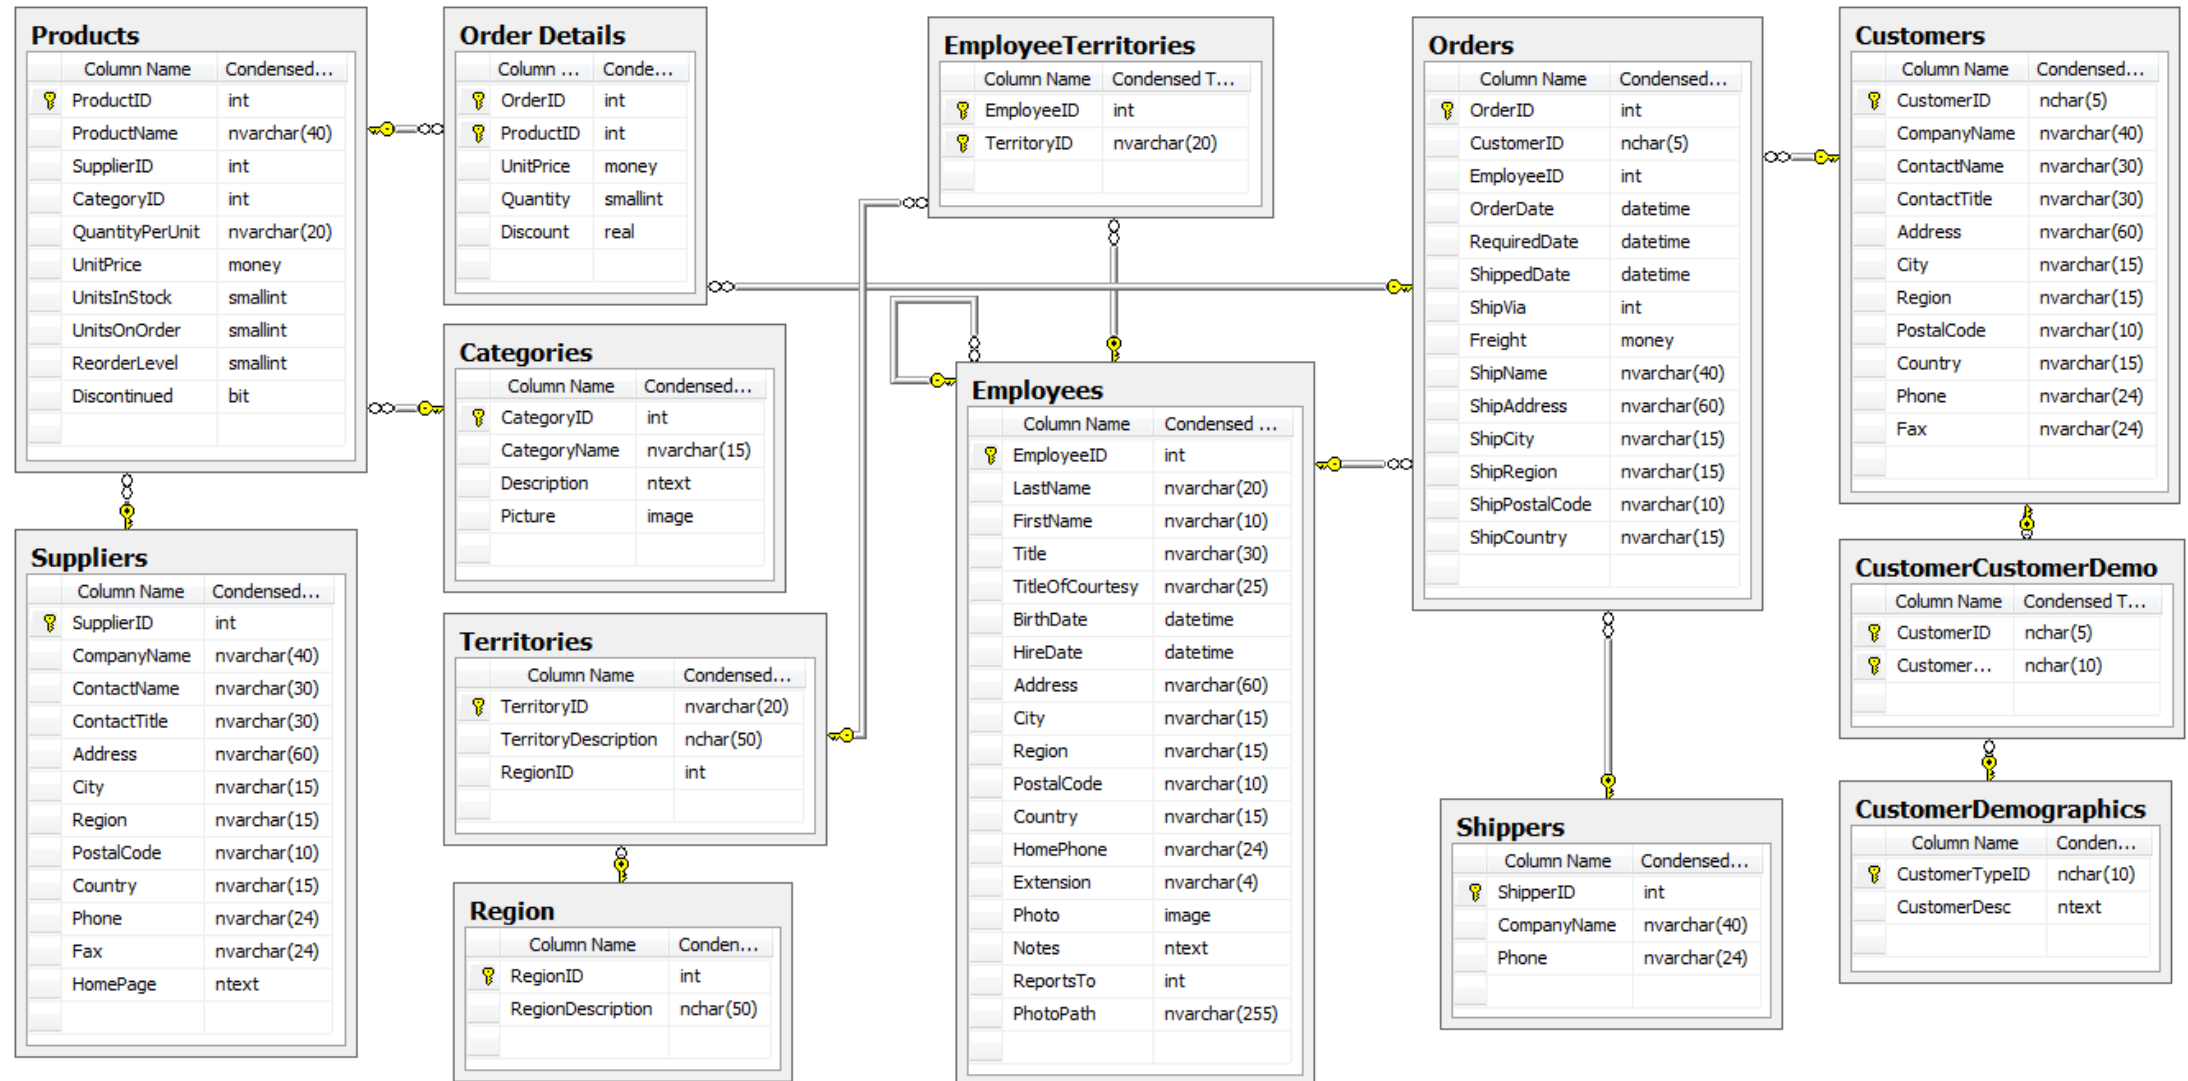 Products
Column Name Condensed...
ProductID int
ProductName nvarchar(40)
SupplierID int
CategoryID int
QuantityPerUnit nvarchar(20)
UnitPrice money
UnitsInStock smallint
UnitsOnOrder smallint
ReorderLevel smallint
Discontinued bit
Suppliers
Column Name Condensed...
SupplierID int
CompanyName nvarchar(40)
ContactName nvarchar(30)
ContactTitle nvarchar(30)
Address nvarchar(60)
City nvarchar(15)
Region nvarchar(15)
PostalCode nvarchar(10)
Country nvarchar(15)
Phone nvarchar(24)
Fax nvarchar(24)
HomePage ntext
Order Details
Column ... Conde...
OrderID int
ProductID int
UnitPrice money
Quantity smallint
Discount real
Categories
Column Name Condensed...
CategoryID int
CategoryName nvarchar(15)
Description ntext
Picture image
Territories
Column Name Condensed...
TerritoryID nvarchar(20)
TerritoryDescription nchar(50)
RegionID int
Region
Column Name Conden...
RegionID int
RegionDescription nchar(50)
EmployeeTerritories
Column Name Condensed T...
EmployeeID int
TerritoryID nvarchar(20)
Employees
Column Name Condensed ...
EmployeeID int
LastName nvarchar(20)
FirstName nvarchar(10)
Title nvarchar(30)
TitleOfCourtesy nvarchar(25)
BirthDate datetime
HireDate datetime
Address nvarchar(60)
City nvarchar(15)
Region nvarchar(15)
PostalCode nvarchar(10)
Country nvarchar(15)
HomePhone nvarchar(24)
Extension nvarchar(4)
Photo image
Notes ntext
ReportsTo int
PhotoPath nvarchar(255)
Orders
Column Name Condensed...
OrderID int
CustomerID nchar(5)
EmployeeID int
OrderDate datetime
RequiredDate datetime
ShippedDate datetime
ShipVia int
Freight money
ShipName nvarchar(40)
ShipAddress nvarchar(60)
ShipCity nvarchar(15)
ShipRegion nvarchar(15)
ShipPostalCode nvarchar(10)
ShipCountry nvarchar(15)
Shippers
Column Name Condensed...
ShipperID int
CompanyName nvarchar(40)
Phone nvarchar(24)
Customers
Column Name Condensed...
CustomerID nchar(5)
CompanyName nvarchar(40)
ContactName nvarchar(30)
ContactTitle nvarchar(30)
Address nvarchar(60)
City nvarchar(15)
Region nvarchar(15)
PostalCode nvarchar(10)
Country nvarchar(15)
Phone nvarchar(24)
Fax nvarchar(24)
CustomerCustomerDemo
Column Name Condensed T...
CustomerID nchar(5)
Customer... nchar(10)
CustomerDemographics
Column Name Conden...
CustomerTypeID nchar(10)
CustomerDesc ntext